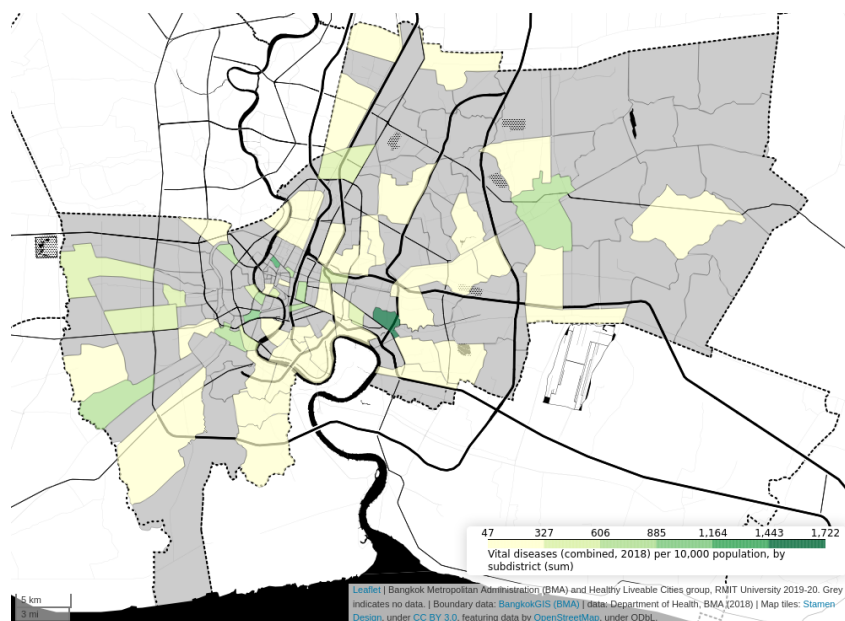 47 327 606 885 1,164 1,443 1,722
Vital diseases (combined, 2018) per 10,000 population, by
subdistrict (sum)
5 km
3 mi
Leaflet | Bangkok Metropolitan Administration (BMA) and Healthy Liveable Cities group, RMIT University 2019-20. Grey
indicates no data. | Boundary data: BangkokGIS (BMA) | data: Department of Health, BMA (2018) | Map tiles: Stamen
Design, under CC BY 3.0, featuring data by OpenStreetMap, under ODbL.